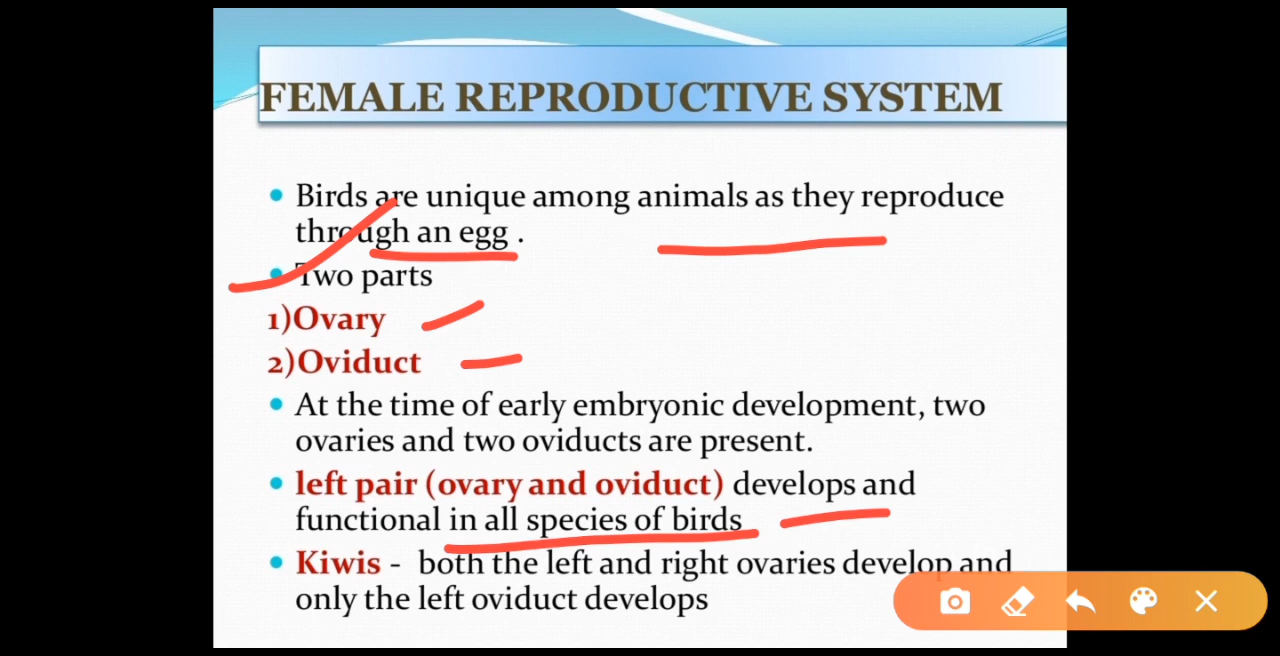 FEMALE REPRODUCTIVE SYSTEM
Birds are unique among animals as they reproduce
through an egg .
Two parts
1)Ovary
2)Oviduct
At the time of early embryonic development, two
ovaries and two oviducts are present.
left pair (ovary and oviduct) develops and
functional in all species of birds
Kiwis - both the left and right ovaries develop and
only the left oviduct develops